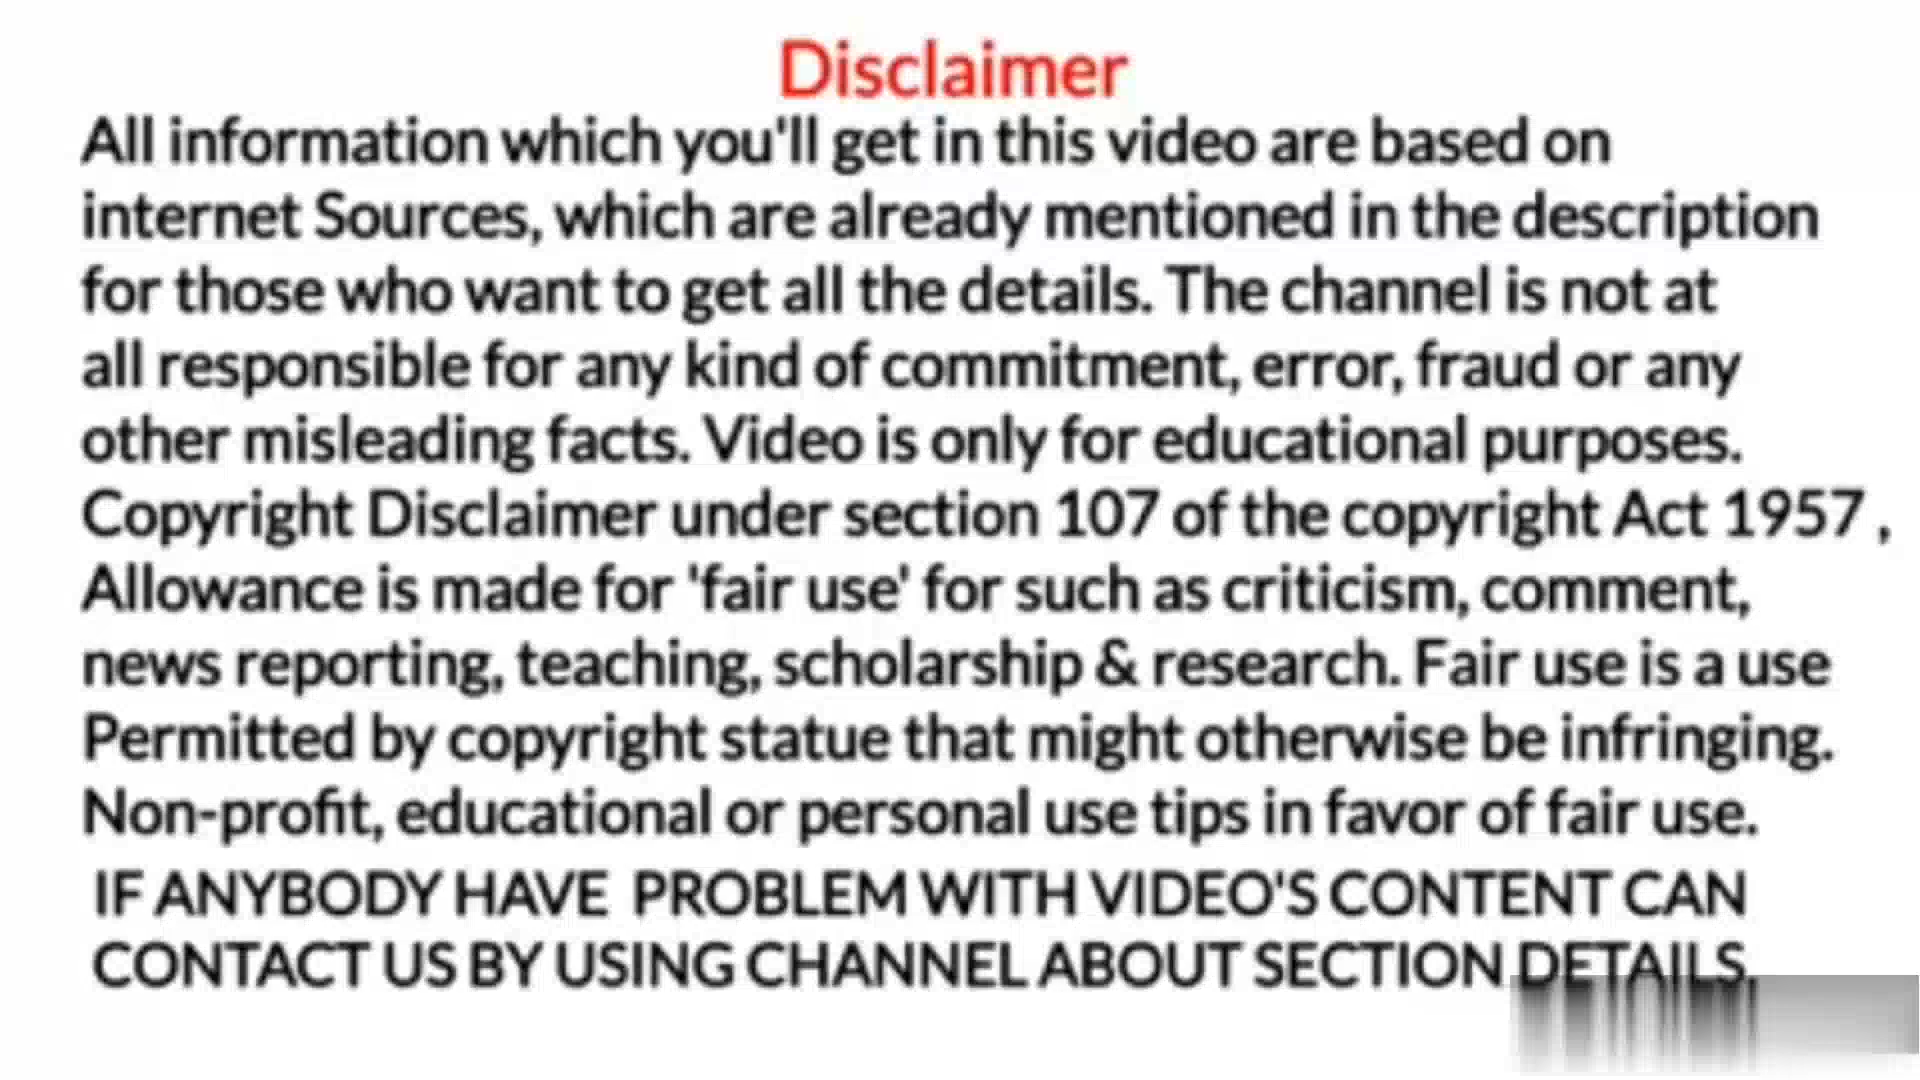 Disclaimer
All information which you'll get in this video are based on
internet Sources, which are already mentioned in the description
for those who want to get all the details. The channel is not at
all responsible for any kind of commitment, error, fraud or any
other misleading facts. Video is only for educational purposes.
Copyright Disclaimer under section 107 of the copyright Act 1957 ,
Allowance is made for 'fair use' for such as criticism, comment,
news reporting, teaching, scholarship & research. Fair use is a use
Permitted by copyright statue that might otherwise be infringing.
Non-profit, educational or personal use tips in favor of fair use.
IF ANYBODY HAVE PROBLEM WITH VIDEO'S CONTENT CAN
CONTACT US BY USING CHANNEL ABOUT SECTION DETAILS.